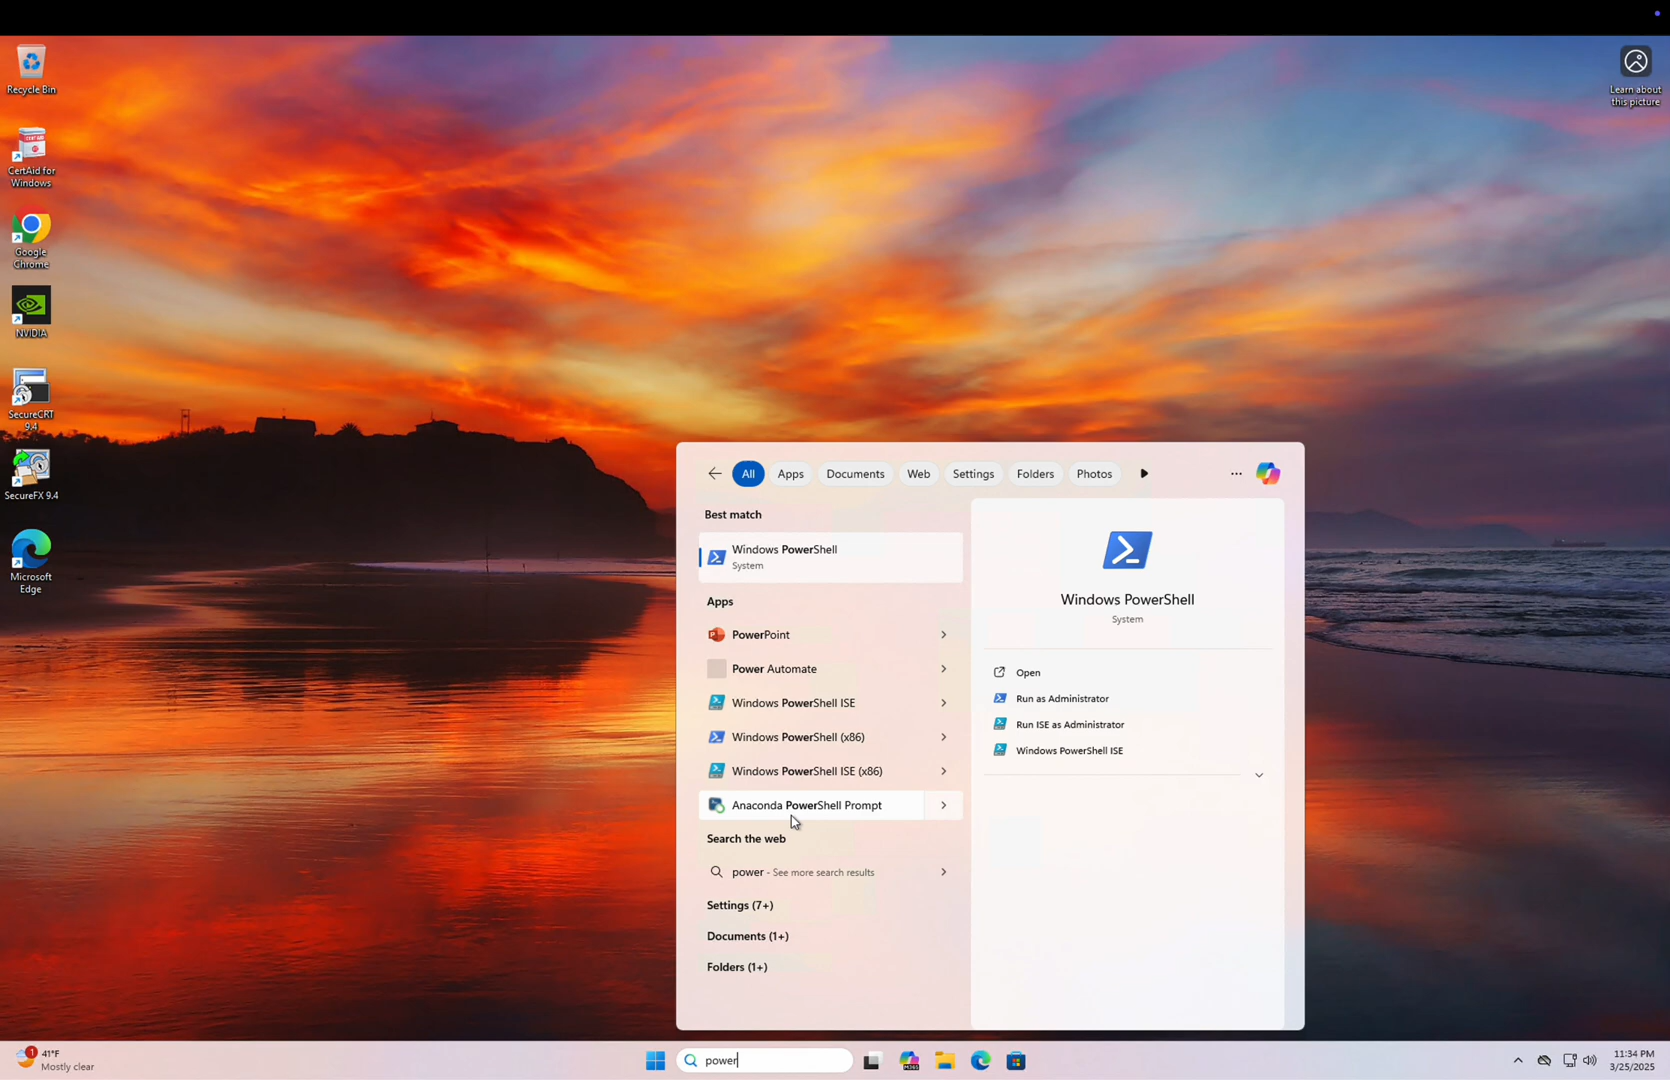 Recycle Bin
CertAid for
Windows
Google
Chrome
NVIDIA
SecureCRT
9.4
SecureFX 9.4
Microsoft
Edge
Learn about
this picture
All
Apps
Documents
Web
Settings
Folders
Photos
Best match
Windows PowerShell
System
Apps
PowerPoint
Power Automate
Windows PowerShell ISE
Windows PowerShell (x86)
Windows PowerShell ISE (x86)
Anaconda PowerShell Prompt
Search the web
power - See more search results
Settings (7+)
Documents (1+)
Folders (1+)
Windows PowerShell
System
Open
Run as Administrator
Run ISE as Administrator
Windows PowerShell ISE
1
41°F
Mostly clear
power
M365
11:34 PM
3/25/2025